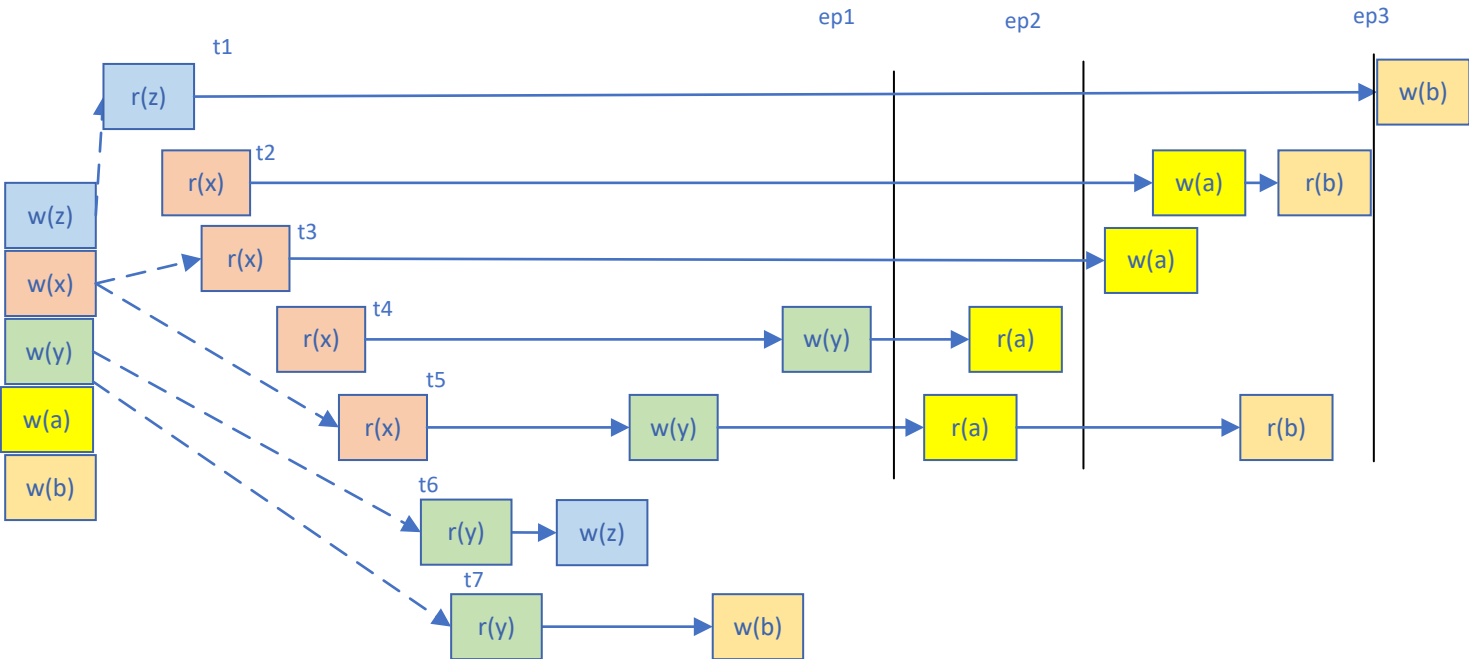 ep1
ep2
ep3
t1
r(z)
w(b)
t2
r(x)
w(a)
r(b)
w(z)
t3
r(x)
w(a)
w(x)
t4
r(x)
w(y)
r(a)
w(y)
t5
r(x)
w(y)
r(a)
r(b)
w(a)
w(b)
t6
r(y)
w(z)
t7
r(y)
w(b)